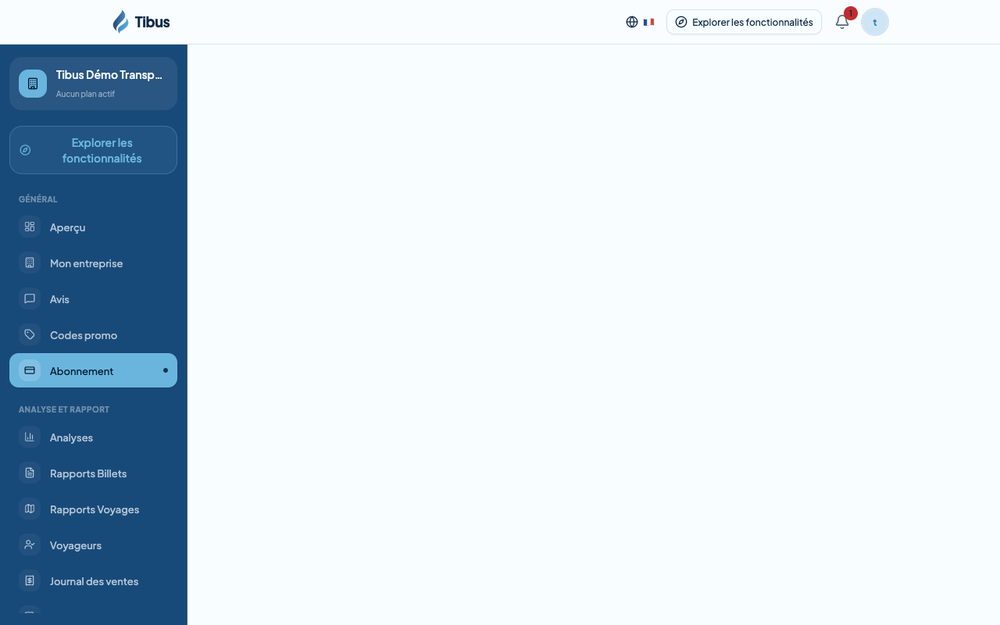 Tibus
Explorer les fonctionnalités
1
t
Tibus Démo Transp...
Aucun plan actif
Explorer les
fonctionnalités
GÉNÉRAL
Aperçu
Mon entreprise
Avis
Codes promo
Abonnement
ANALYSE ET RAPPORT
Analyses
Rapports Billets
Rapports Voyages
Voyageurs
Journal des ventes